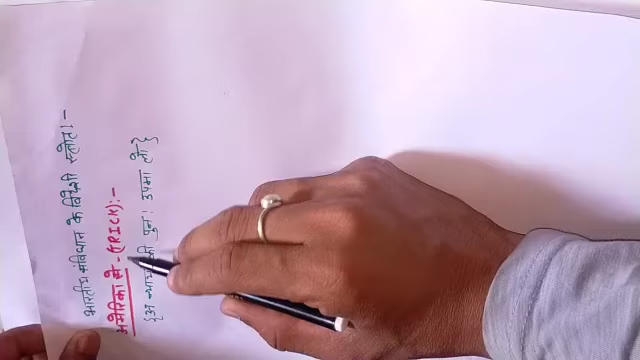 भारतीय संविधान के विदेशी स्त्रोत :-
अमेरिका से - (TRICK) :-
{अ न्या की पुनः उपमा हो}